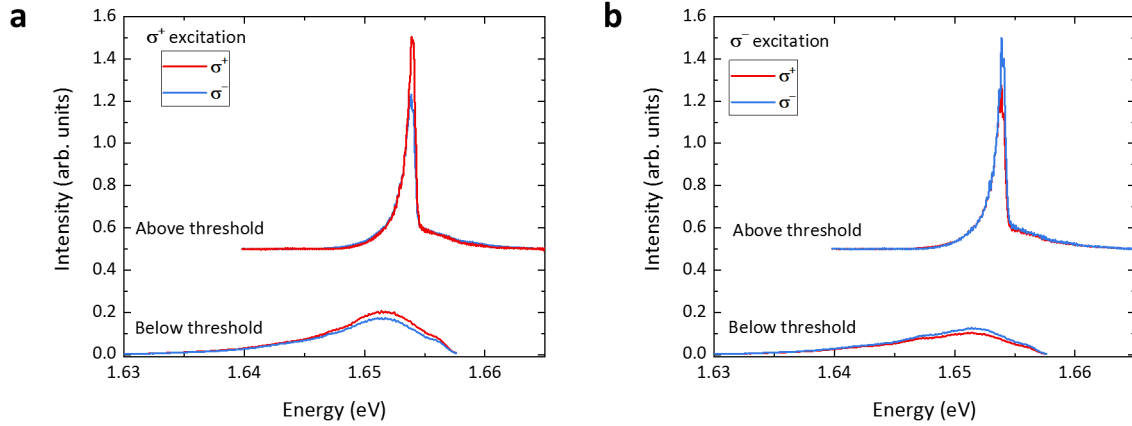 a
σ⁺ excitation
σ⁺
σ⁻
Above threshold
Below threshold
Intensity (arb. units)
1.6
1.4
1.2
1.0
0.8
0.6
0.4
0.2
0.0
1.63
1.64
1.65
1.66
Energy (eV)
b
σ⁻ excitation
σ⁺
σ⁻
Above threshold
Below threshold
Intensity (arb. units)
1.6
1.4
1.2
1.0
0.8
0.6
0.4
0.2
0.0
1.63
1.64
1.65
1.66
Energy (eV)